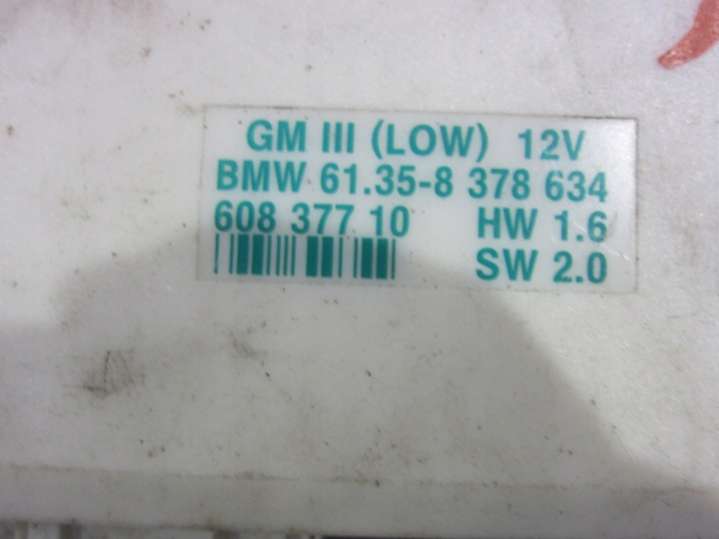 GM III (LOW) 12V
BMW 61.35-8 378 634
608 377 10 HW 1.6
SW 2.0